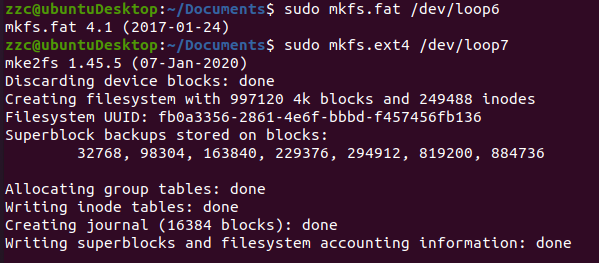 zzc@ubuntuDesktop:~/Documents$ sudo mkfs.fat /dev/loop6
mkfs.fat 4.1 (2017-01-24)
zzc@ubuntuDesktop:~/Documents$ sudo mkfs.ext4 /dev/loop7
mke2fs 1.45.5 (07-Jan-2020)
Discarding device blocks: done
Creating filesystem with 997120 4k blocks and 249488 inodes
Filesystem UUID: fb0a3356-2861-4e6f-bbbd-f457456fb136
Superblock backups stored on blocks:
        32768, 98304, 163840, 229376, 294912, 819200, 884736

Allocating group tables: done
Writing inode tables: done
Creating journal (16384 blocks): done
Writing superblocks and filesystem accounting information: done